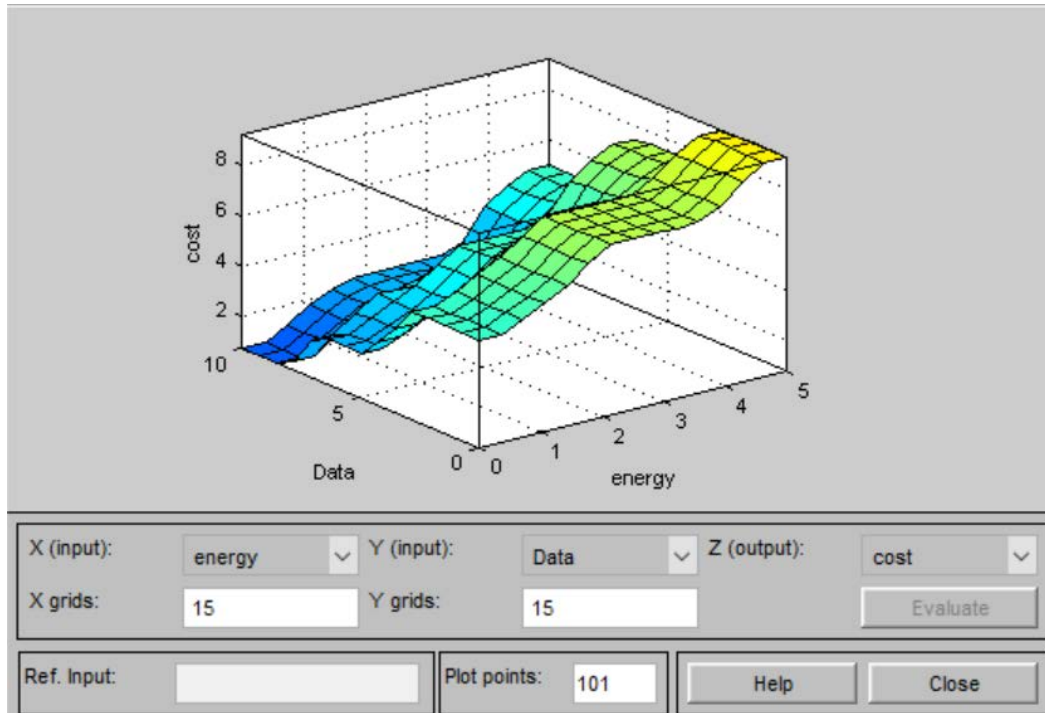 8
6
4
2
cost
10
5
0
Data
0
1
2
3
4
5
energy
X (input): energy Y (input): Data Z (output): cost
X grids: 15 Y grids: 15 Evaluate
Ref. Input: Plot points: 101 Help Close